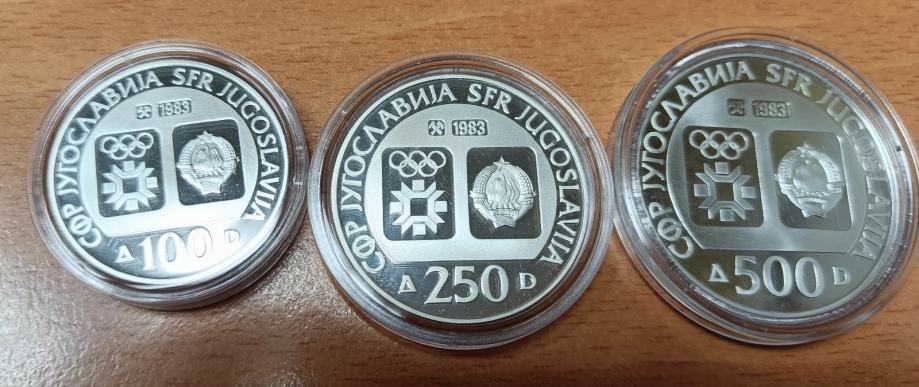 СФР ЈУГОСЛАВИЈА SFR JUGOSLAVIJA
1983
Д 100 D
СФР ЈУГОСЛАВИЈА SFR JUGOSLAVIJA
1983
Д 250 D
СФР ЈУГОСЛАВИЈА SFR JUGOSLAVIJA
1983
Д 500 D